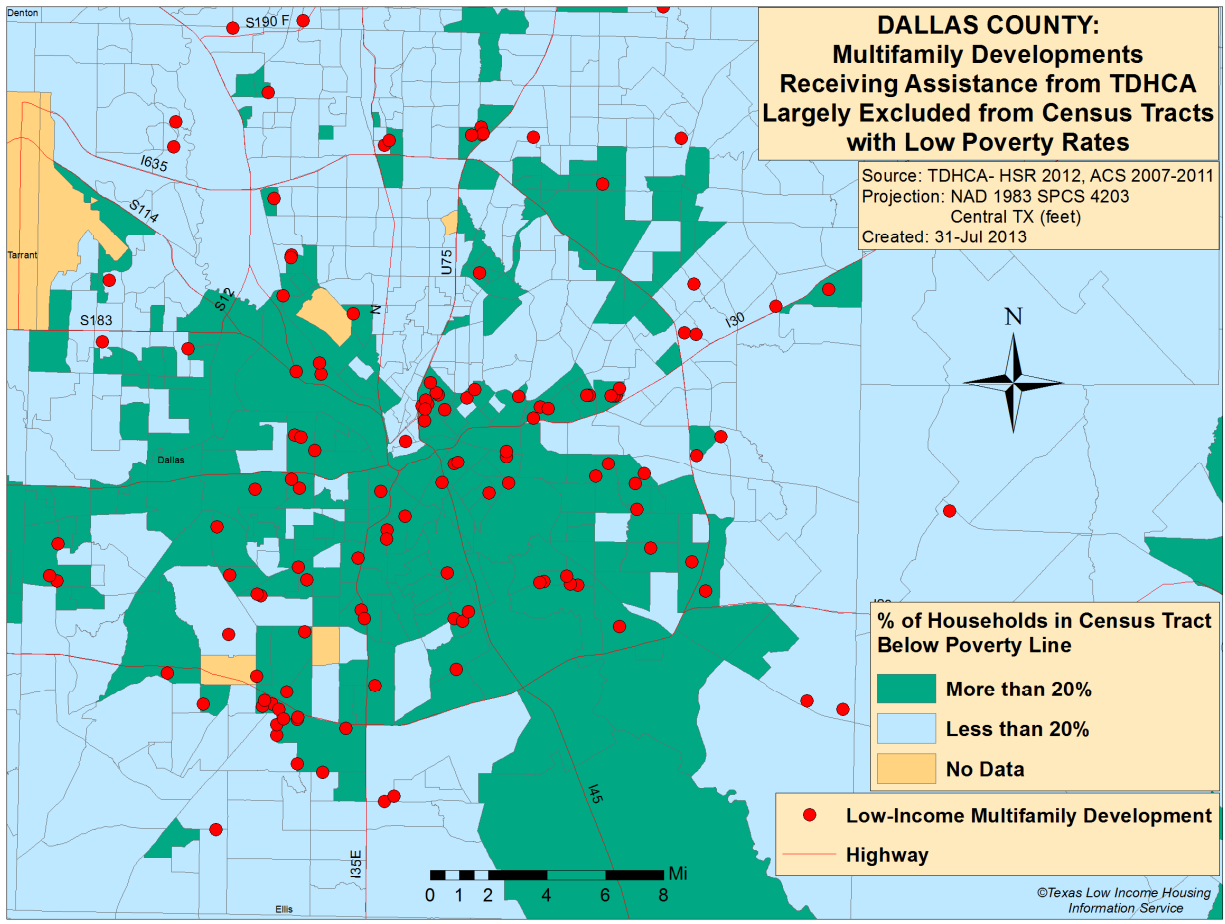 Denton
S190 F
DALLAS COUNTY:
Multifamily Developments
Receiving Assistance from TDHCA
Largely Excluded from Census Tracts
with Low Poverty Rates
Source: TDHCA- HSR 2012, ACS 2007-2011
Projection: NAD 1983 SPCS 4203
Central TX (feet)
Created: 31-Jul 2013
I635
S114
Tarrant
U75
S12
N
S183
I30
N
Dallas
% of Households in Census Tract
Below Poverty Line
More than 20%
Less than 20%
No Data
I45
Low-Income Multifamily Development
Highway
I35E
Mi
0 1 2 4 6 8
Ellis
©Texas Low Income Housing
Information Service